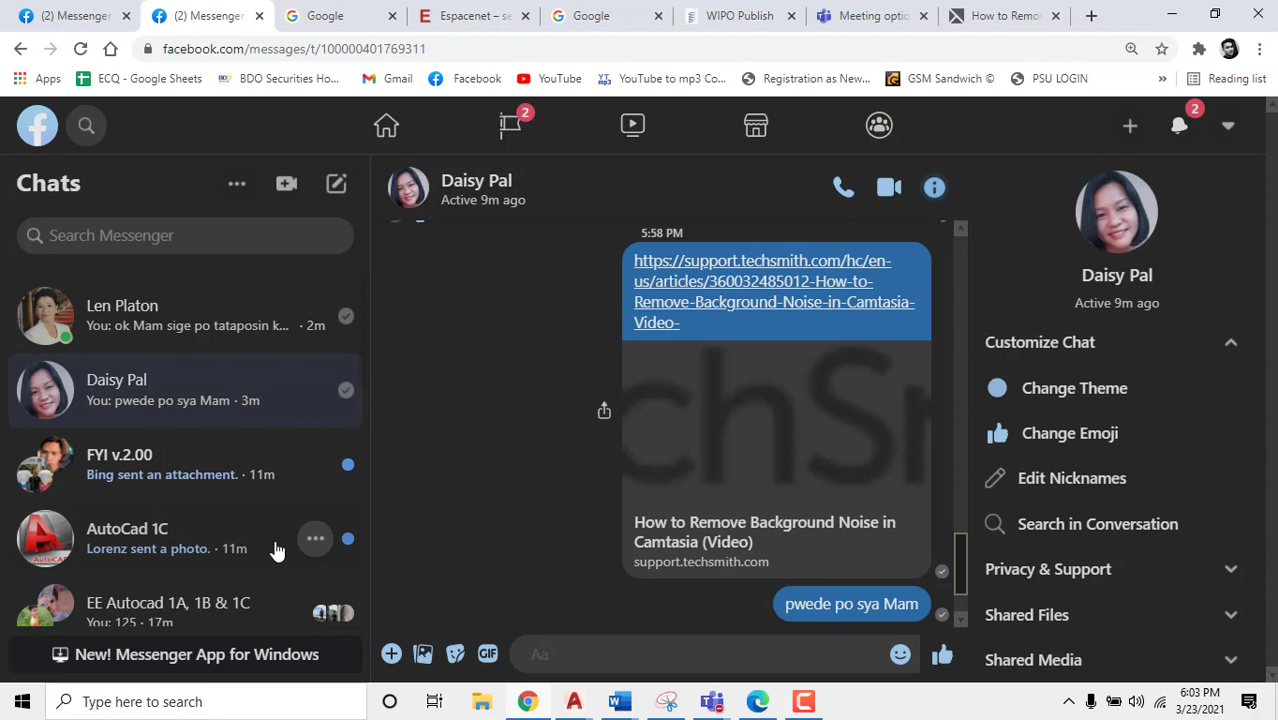 (2) Messenger
(2) Messenger
Google
Espacenet – se
Google
WIPO Publish
Meeting optio
How to Remo
facebook.com/messages/t/100000401769311
Apps
ECQ - Google Sheets
BDO Securities Ho...
Gmail
Facebook
YouTube
YouTube to mp3 Co...
Registration as New...
GSM Sandwich ©
PSU LOGIN
»
Reading list
2
2
Chats
Search Messenger
Len Platon
You: ok Mam sige po tataposin k... · 2m
Daisy Pal
You: pwede po sya Mam · 3m
FYI v.2.00
Bing sent an attachment. · 11m
AutoCad 1C
Lorenz sent a photo. · 11m
EE Autocad 1A, 1B & 1C
You: 125 · 17m
New! Messenger App for Windows
Daisy Pal
Active 9m ago
5:58 PM
https://support.techsmith.com/hc/en-
us/articles/360032485012-How-to-
Remove-Background-Noise-in-Camtasia-
Video-
chSm
How to Remove Background Noise in
Camtasia (Video)
support.techsmith.com
pwede po sya Mam
GIF
Aa
Daisy Pal
Active 9m ago
Customize Chat
Change Theme
Change Emoji
Edit Nicknames
Search in Conversation
Privacy & Support
Shared Files
Shared Media
Type here to search
6:03 PM
3/23/2021